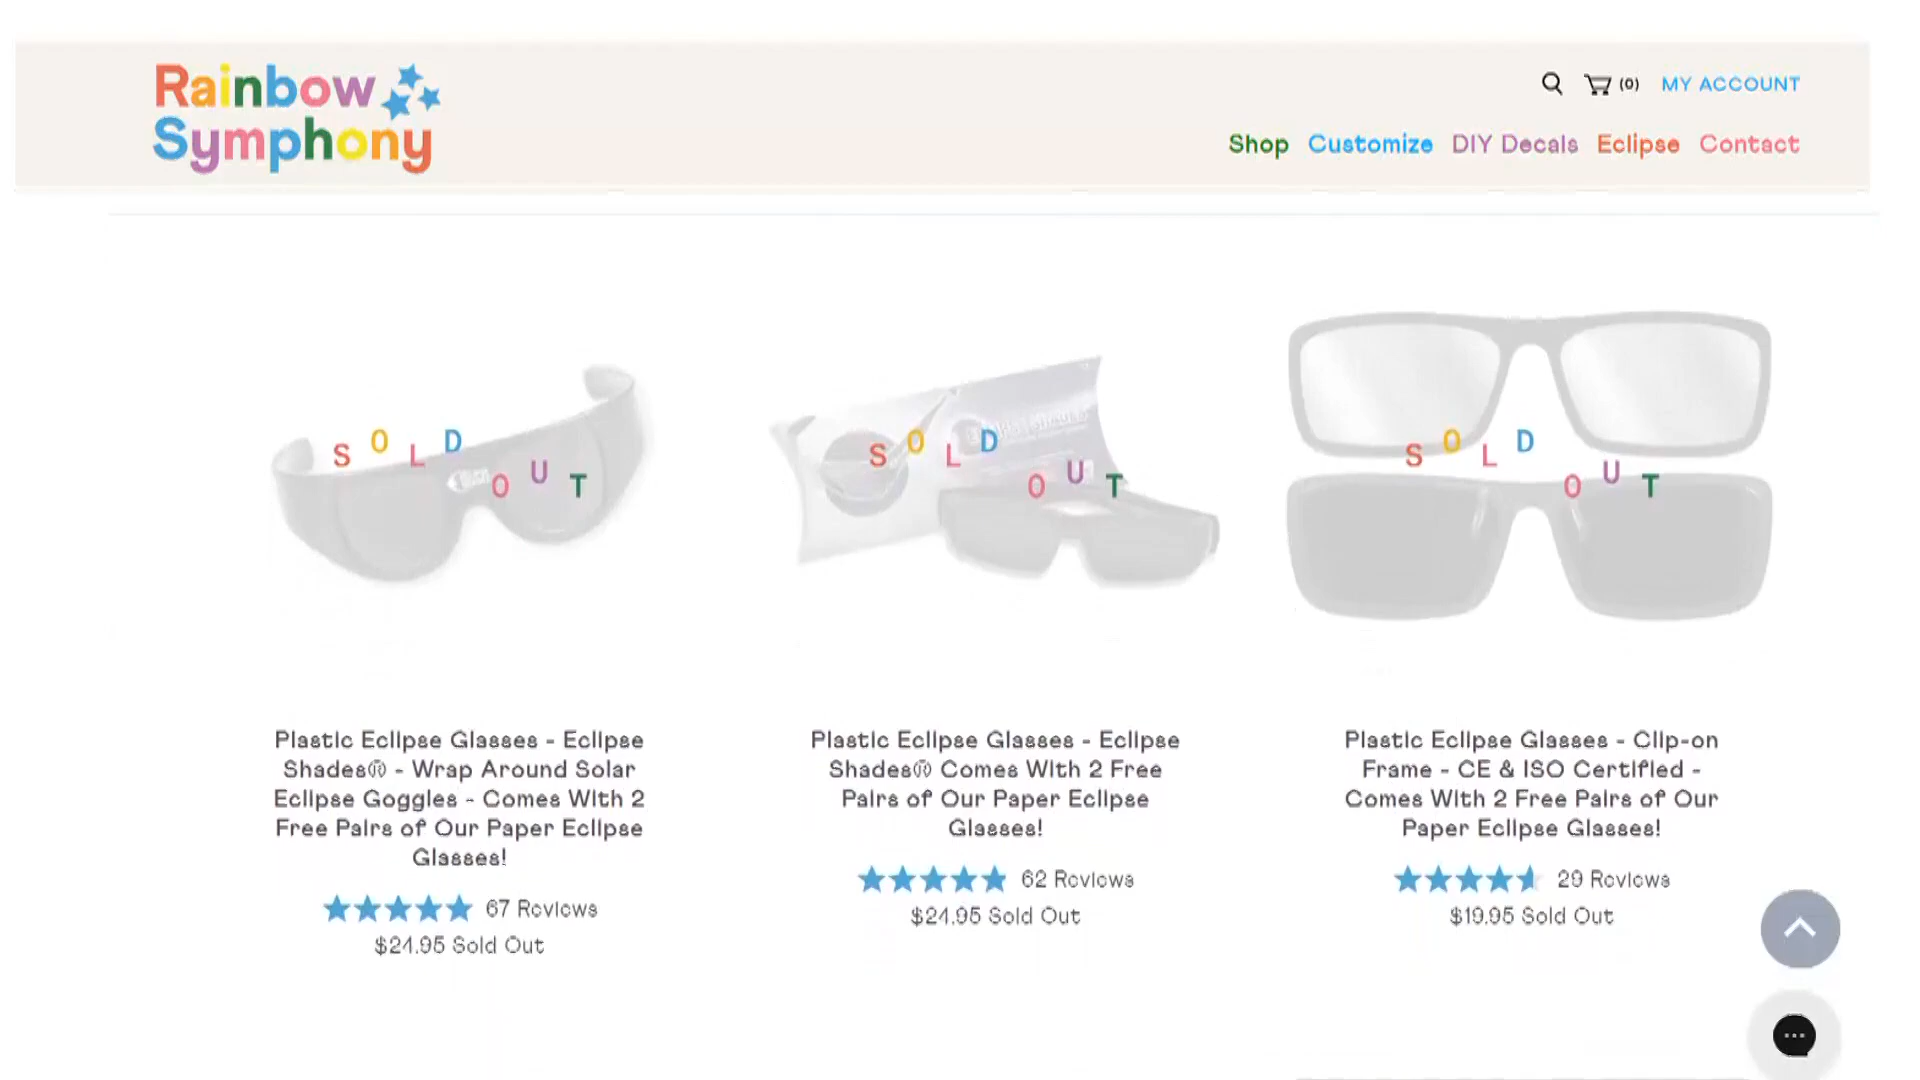 Rainbow
Symphony
(0) MY ACCOUNT
Shop Customize DIY Decals Eclipse Contact
SOLD
OUT
SOLD
OUT
SOLD
OUT
Plastic Eclipse Glasses - Eclipse
Shades® - Wrap Around Solar
Eclipse Goggles - Comes With 2
Free Pairs of Our Paper Eclipse
Glasses!
67 Reviews
$24.95 Sold Out
Plastic Eclipse Glasses - Eclipse
Shades® Comes With 2 Free
Pairs of Our Paper Eclipse
Glasses!
62 Reviews
$24.95 Sold Out
Plastic Eclipse Glasses - Clip-on
Frame - CE & ISO Certified -
Comes With 2 Free Pairs of Our
Paper Eclipse Glasses!
29 Reviews
$19.95 Sold Out